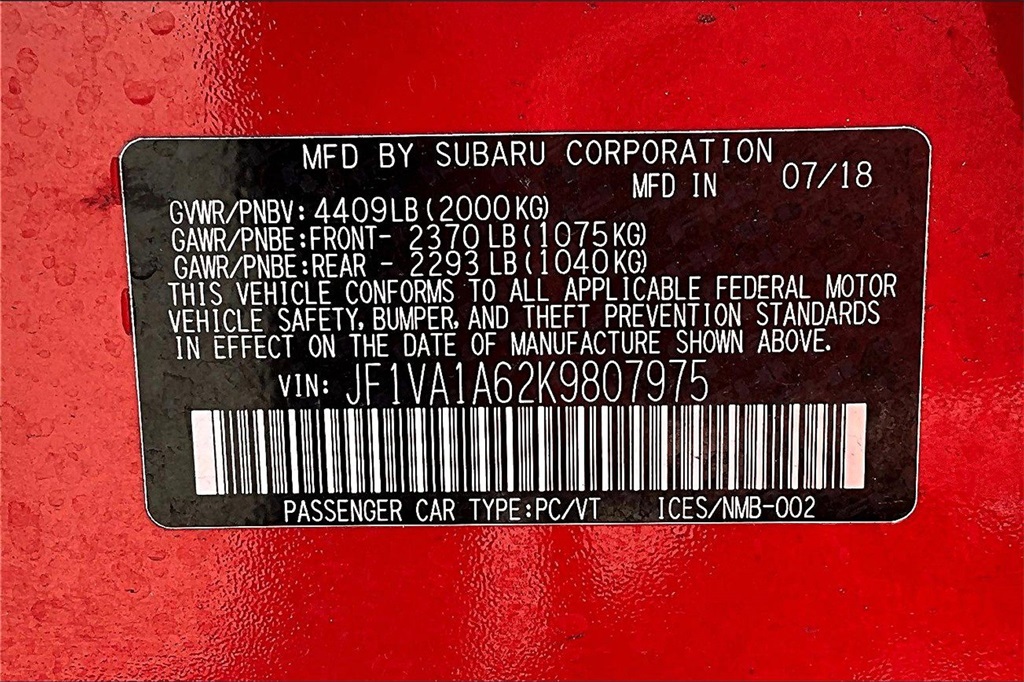 MFD BY SUBARU CORPORATION
MFD IN 07/18
GVWR/PNBV: 4409LB (2000KG)
GAWR/PNBE:FRONT- 2370 LB (1075KG)
GAWR/PNBE:REAR - 2293 LB (1040KG)
THIS VEHICLE CONFORMS TO ALL APPLICABLE FEDERAL MOTOR
VEHICLE SAFETY, BUMPER, AND THEFT PREVENTION STANDARDS
IN EFFECT ON THE DATE OF MANUFACTURE SHOWN ABOVE.
VIN: JF1VA1A62K9807975
PASSENGER CAR TYPE:PC/VT ICES/NMB-002